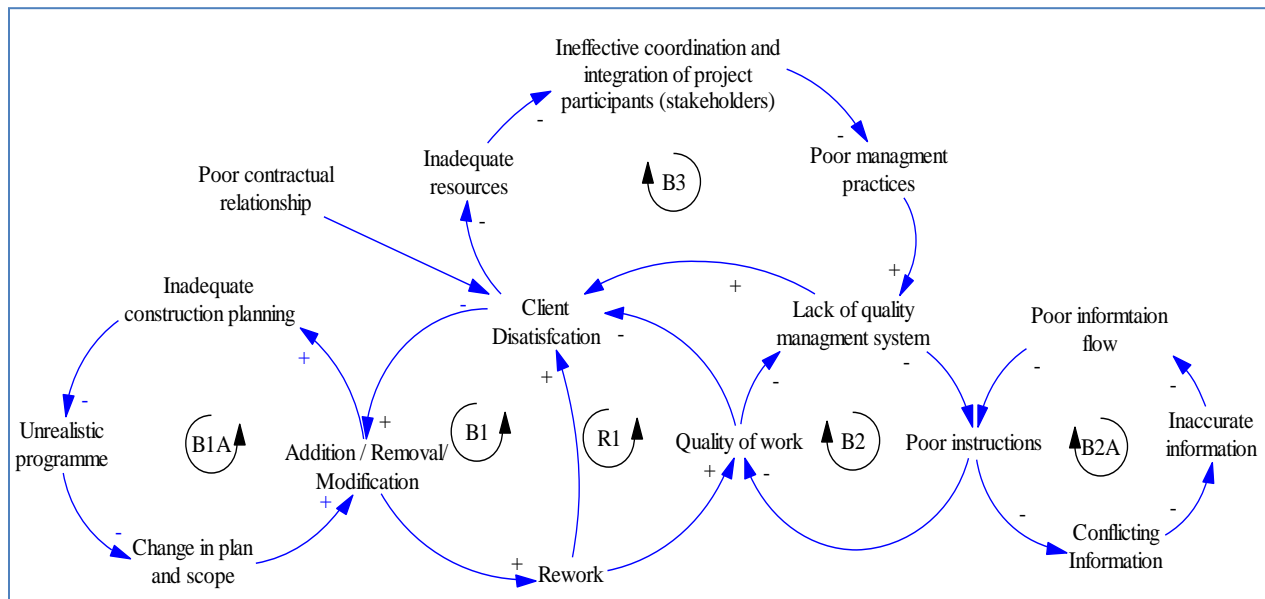 Ineffective coordination and
integration of project
participants (stakeholders)
-
-
Poor managment
practices
Inadequate
resources
B3
Poor contractual
relationship
-
+
Inadequate
construction planning
-
Client
Disatisfcation
+
-
Lack of quality
managment system
Poor informtaion
flow
+
-
-
-
-
-
+
+
Unrealistic
programme
B1A
Addition / Removal/
Modification
B1
R1
Quality of work
B2
Poor instructions
B2A
Inaccurate
information
+
-
+
-
-
-
Change in plan
and scope
+
Rework
Conflicting
Information